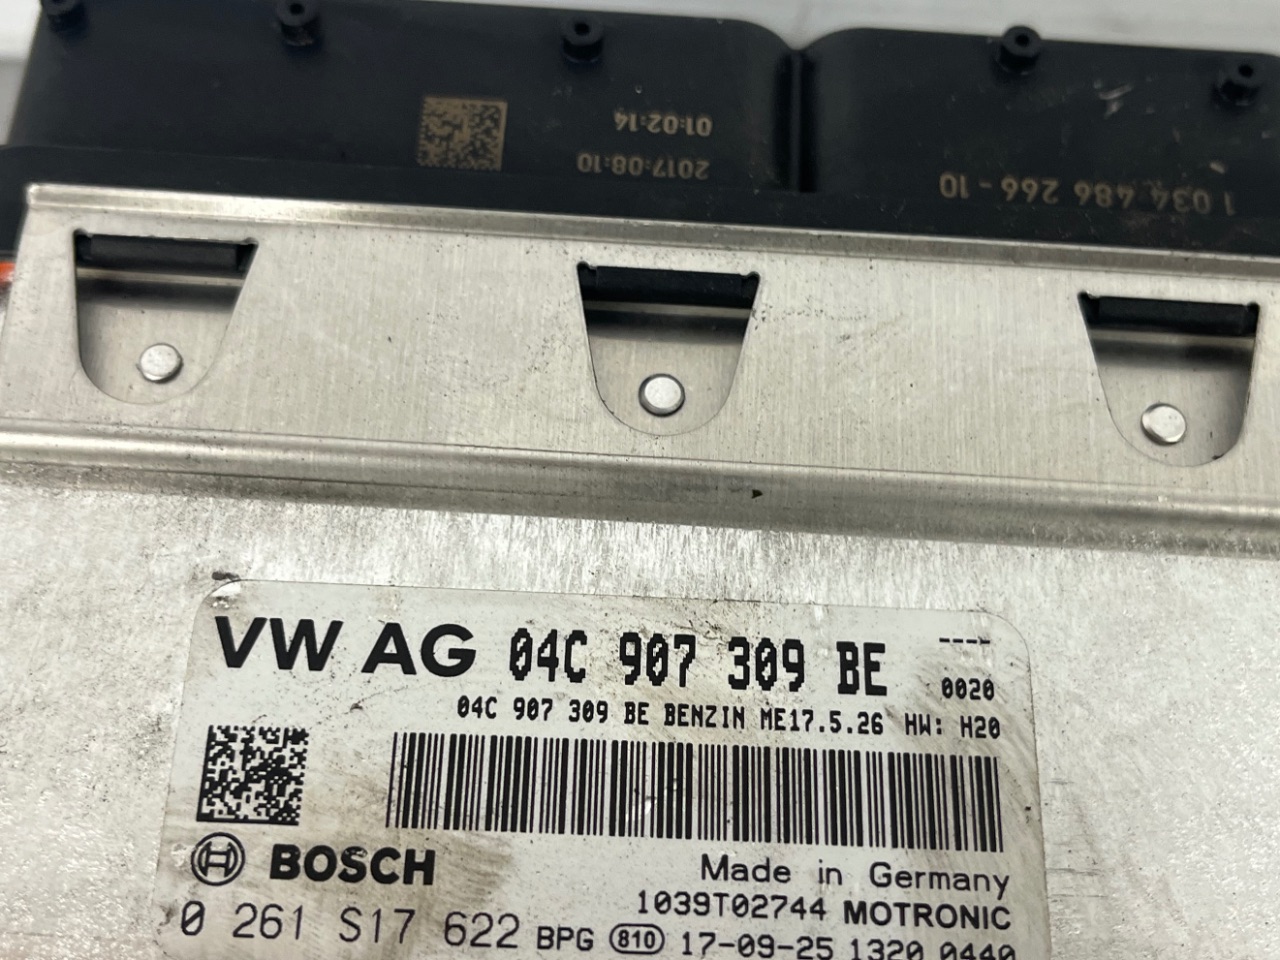 01:02:14
2017:08:10
1 034 486 266 - 10
VW AG 04C 907 309 BE ----
0020
04C 907 309 BE BENZIN ME17.5.26 HW: H20
BOSCH
Made in Germany
1039T02744 MOTRONIC
0 261 S17 622 BPG 810 17-09-25 1320 0440